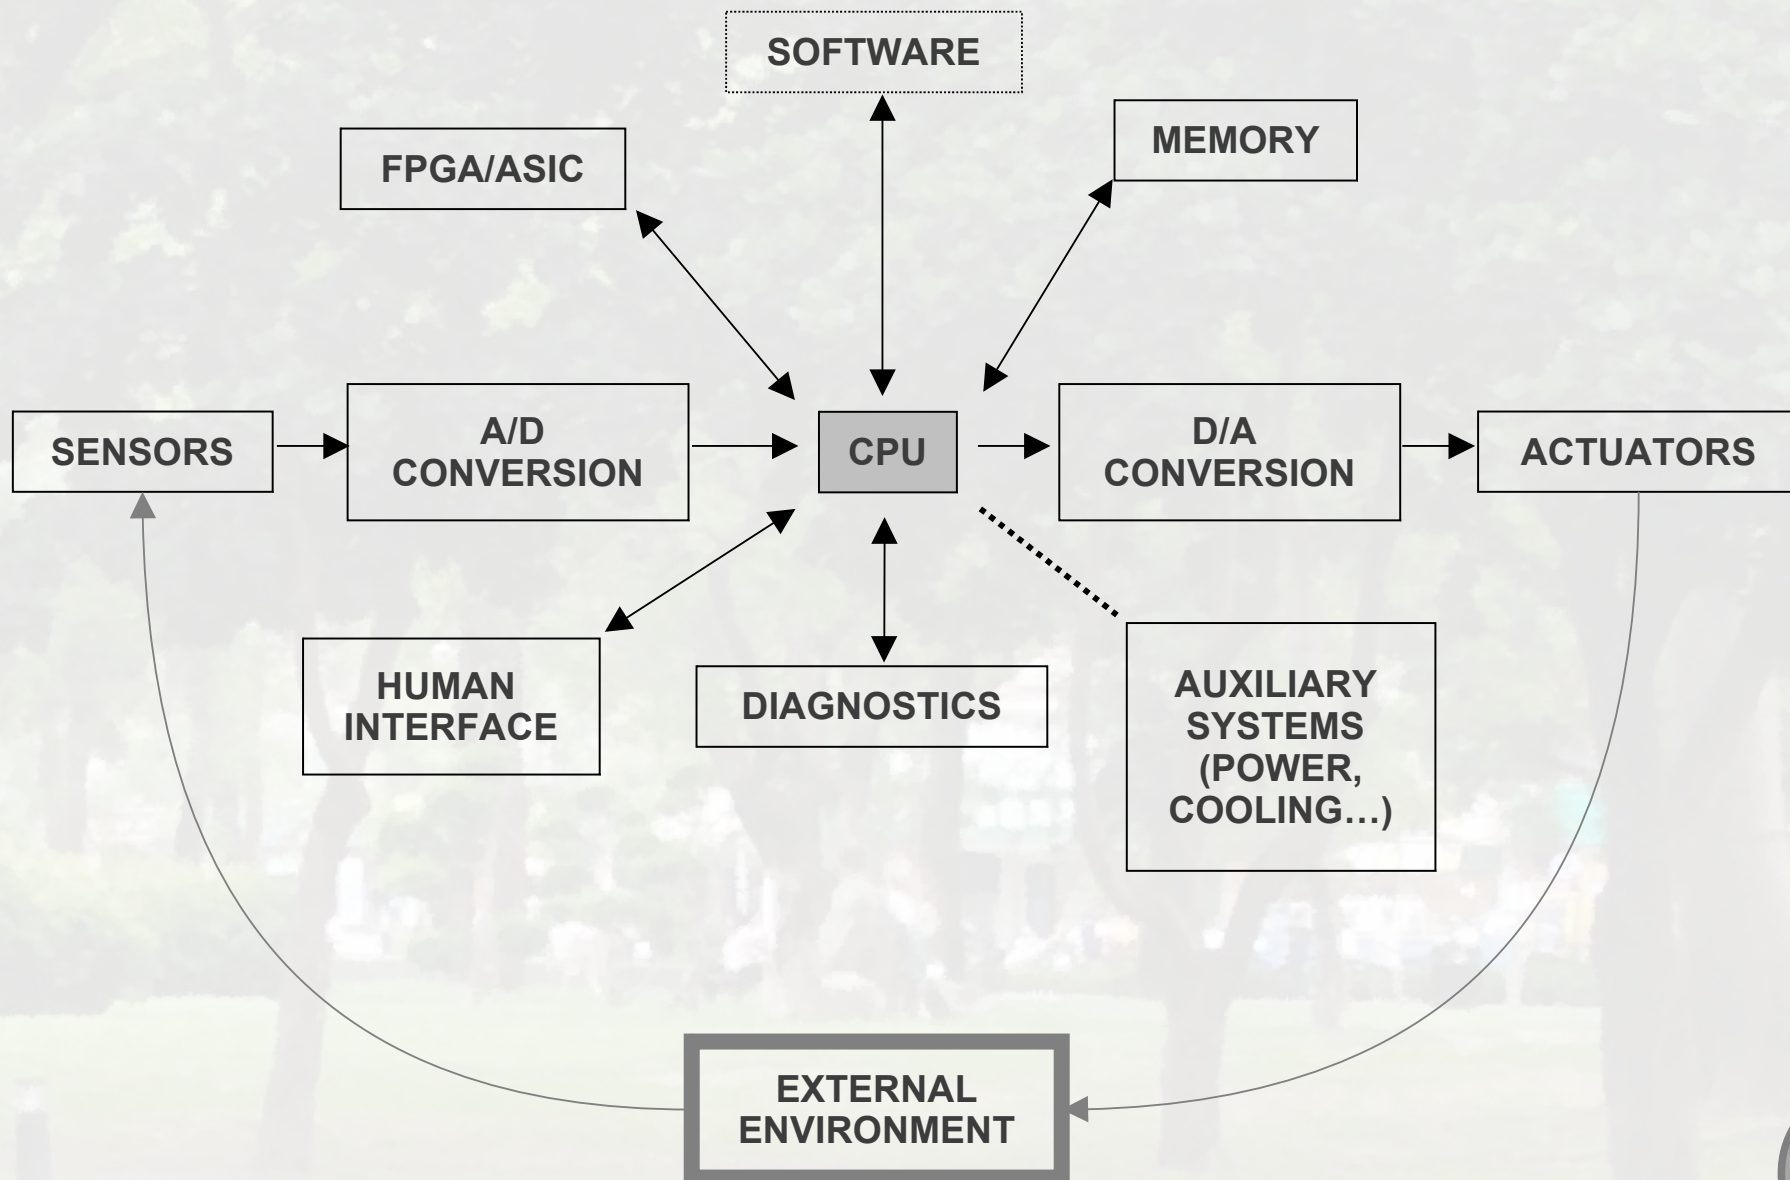 SOFTWARE
MEMORY
FPGA/ASIC
SENSORS
A/D
CONVERSION
CPU
D/A
CONVERSION
ACTUATORS
HUMAN
INTERFACE
DIAGNOSTICS
AUXILIARY
SYSTEMS
(POWER,
COOLING…)
EXTERNAL
ENVIRONMENT